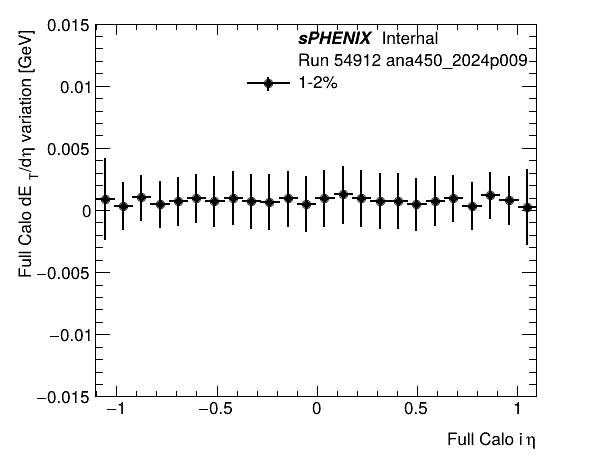 sPHENIX Internal
Run 54912 ana450_2024p009
1-2%
Full Calo dE_T/dη variation [GeV]
0.015
0.01
0.005
0
−0.005
−0.01
−0.015
−1 −0.5 0 0.5 1
Full Calo i η